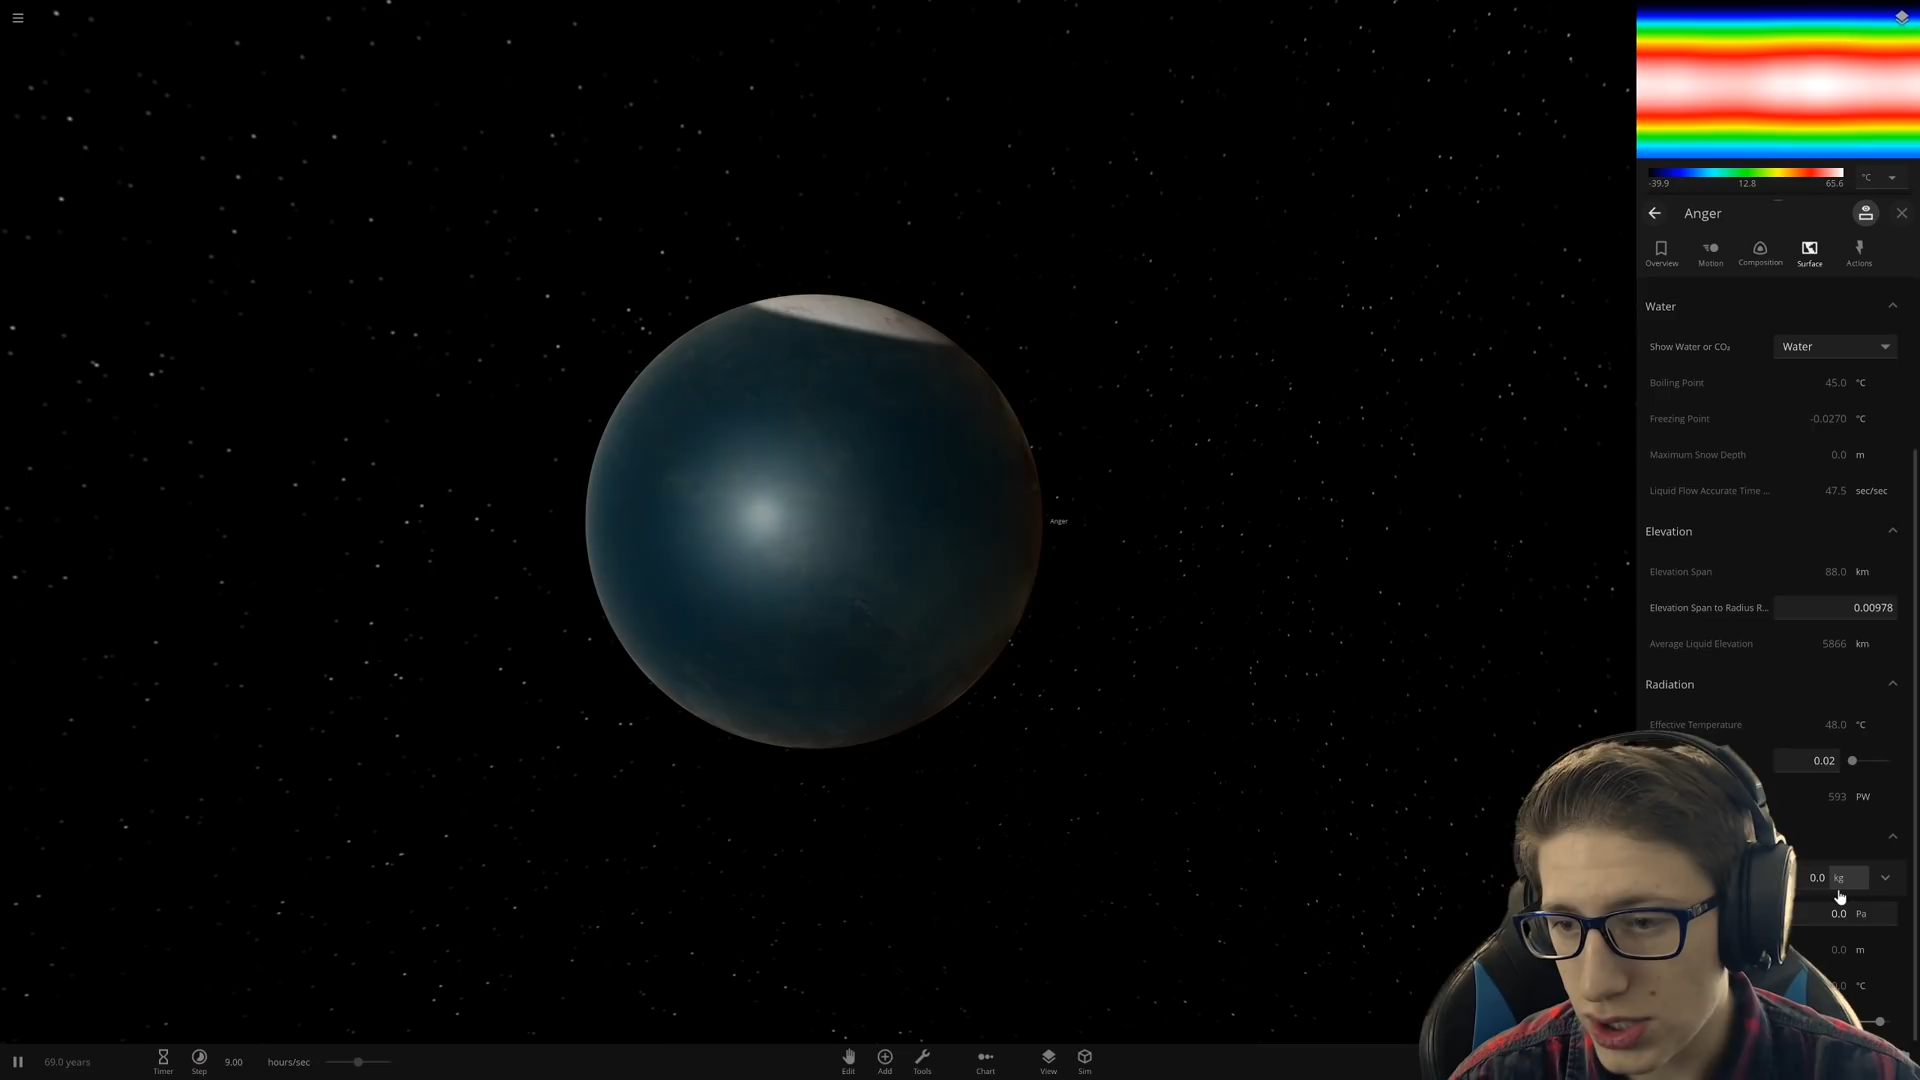 -39.9 12.8 65.6 °C
Anger
Overview Motion Composition Surface Actions
Water
Show Water or CO₂ Water
Boiling Point 45.0 °C
Freezing Point -0.0270 °C
Maximum Snow Depth 0.0 m
Liquid Flow Accurate Time ... 47.5 sec/sec
Anger
Elevation
Elevation Span 88.0 km
Elevation Span to Radius R... 0.00978
Average Liquid Elevation 5866 km
Radiation
Effective Temperature 48.0 °C
0.02
593 PW
0.0 kg
0.0 Pa
0.0 m
°C
69.0 years Timer Step 9.00 hours/sec Edit Add Tools Chart View Sim